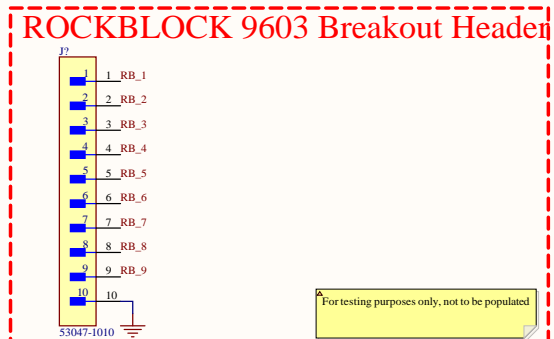 ROCKBLOCK 9603 Breakout Header
J?
1 1 RB_1
2 2 RB_2
3 3 RB_3
4 4 RB_4
5 5 RB_5
6 6 RB_6
7 7 RB_7
8 8 RB_8
9 9 RB_9
10 10
For testing purposes only, not to be populated
53047-1010